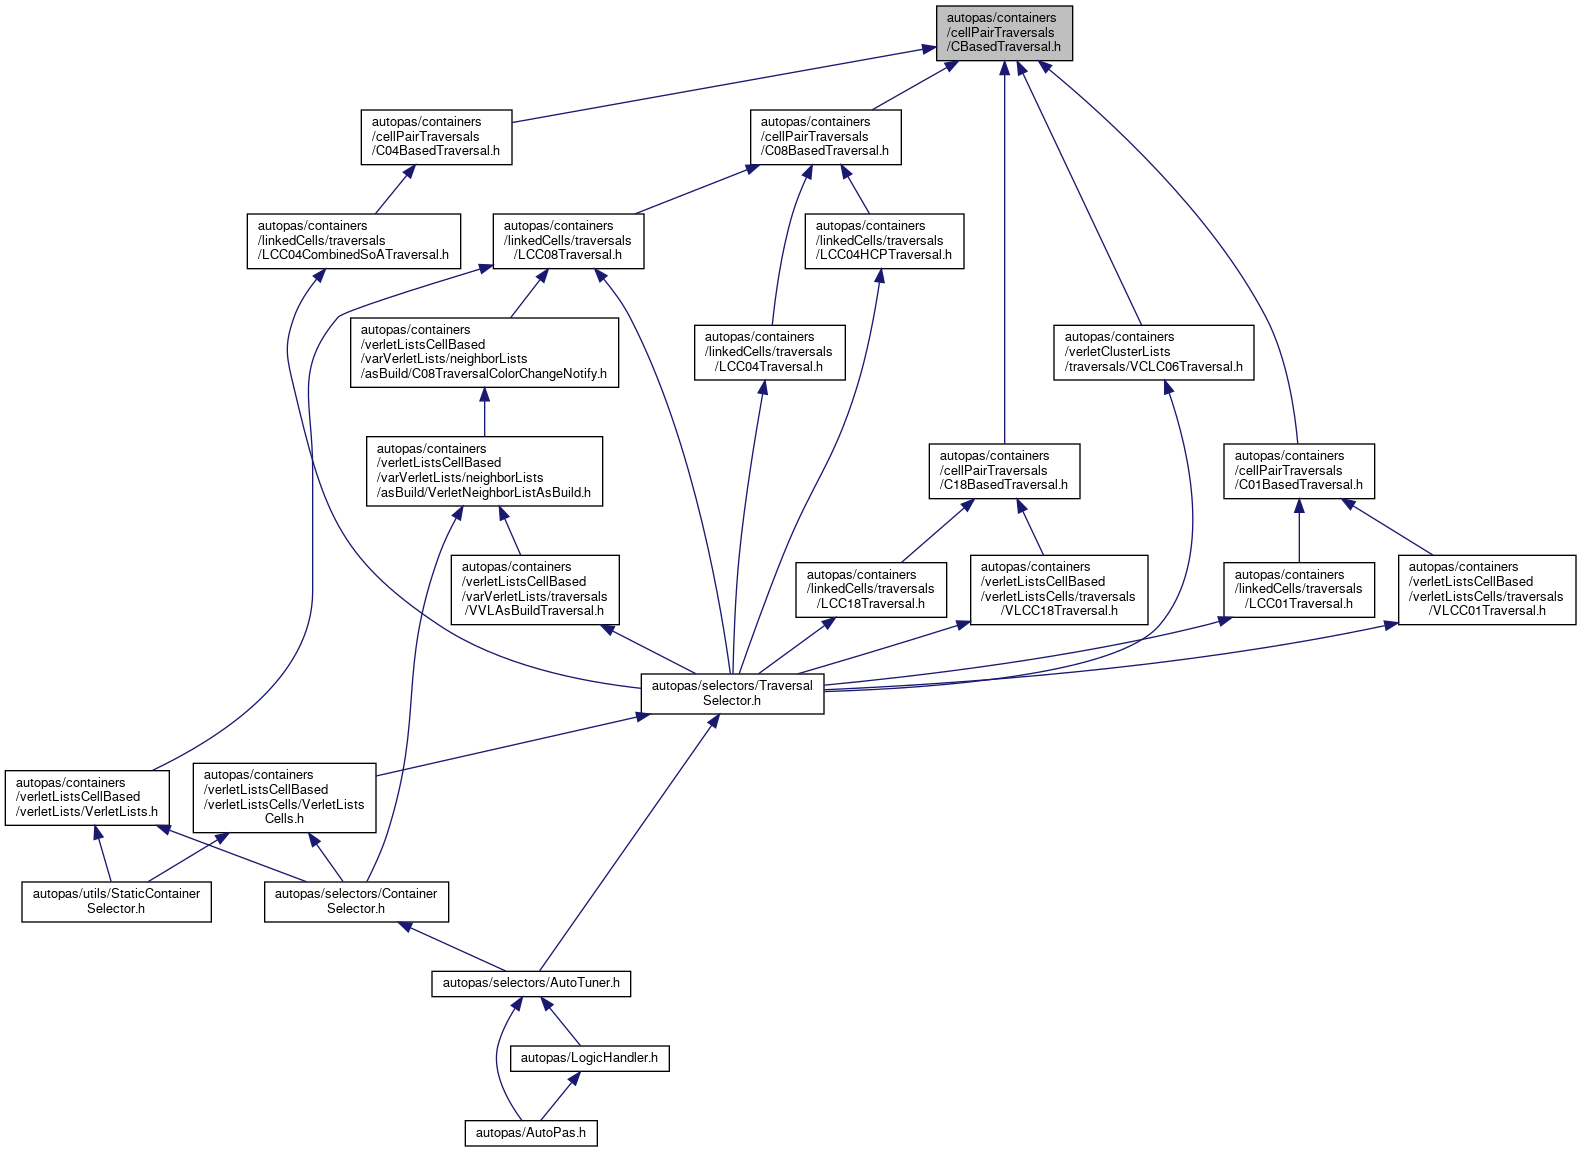 autopas/containers
/cellPairTraversals
/CBasedTraversal.h
autopas/containers
/cellPairTraversals
/C04BasedTraversal.h
autopas/containers
/cellPairTraversals
/C08BasedTraversal.h
autopas/containers
/linkedCells/traversals
/LCC04CombinedSoATraversal.h
autopas/containers
/linkedCells/traversals
/LCC08Traversal.h
autopas/containers
/linkedCells/traversals
/LCC04HCPTraversal.h
autopas/containers
/verletListsCellBased
/varVerletLists/neighborLists
/asBuild/C08TraversalColorChangeNotify.h
autopas/containers
/linkedCells/traversals
/LCC04Traversal.h
autopas/containers
/verletClusterLists
/traversals/VCLC06Traversal.h
autopas/containers
/verletListsCellBased
/varVerletLists/neighborLists
/asBuild/VerletNeighborListAsBuild.h
autopas/containers
/cellPairTraversals
/C18BasedTraversal.h
autopas/containers
/cellPairTraversals
/C01BasedTraversal.h
autopas/containers
/verletListsCellBased
/varVerletLists/traversals
/VVLAsBuildTraversal.h
autopas/containers
/linkedCells/traversals
/LCC18Traversal.h
autopas/containers
/verletListsCellBased
/verletListsCells/traversals
/VLCC18Traversal.h
autopas/containers
/linkedCells/traversals
/LCC01Traversal.h
autopas/containers
/verletListsCellBased
/verletListsCells/traversals
/VLCC01Traversal.h
autopas/selectors/Traversal
Selector.h
autopas/containers
/verletListsCellBased
/verletLists/VerletLists.h
autopas/containers
/verletListsCellBased
/verletListsCells/VerletLists
Cells.h
autopas/utils/StaticContainer
Selector.h
autopas/selectors/Container
Selector.h
autopas/selectors/AutoTuner.h
autopas/LogicHandler.h
autopas/AutoPas.h